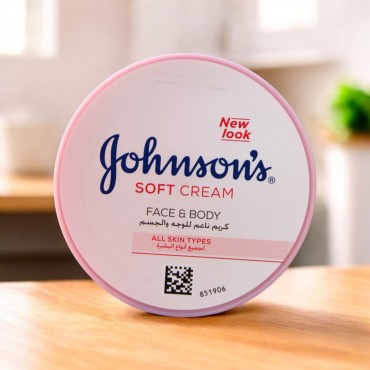 New
look
Johnson's®
SOFT CREAM
FACE & BODY
كريم ناعم للوجه والجسم
ALL SKIN TYPES
لجميع أنواع البشرة
851906